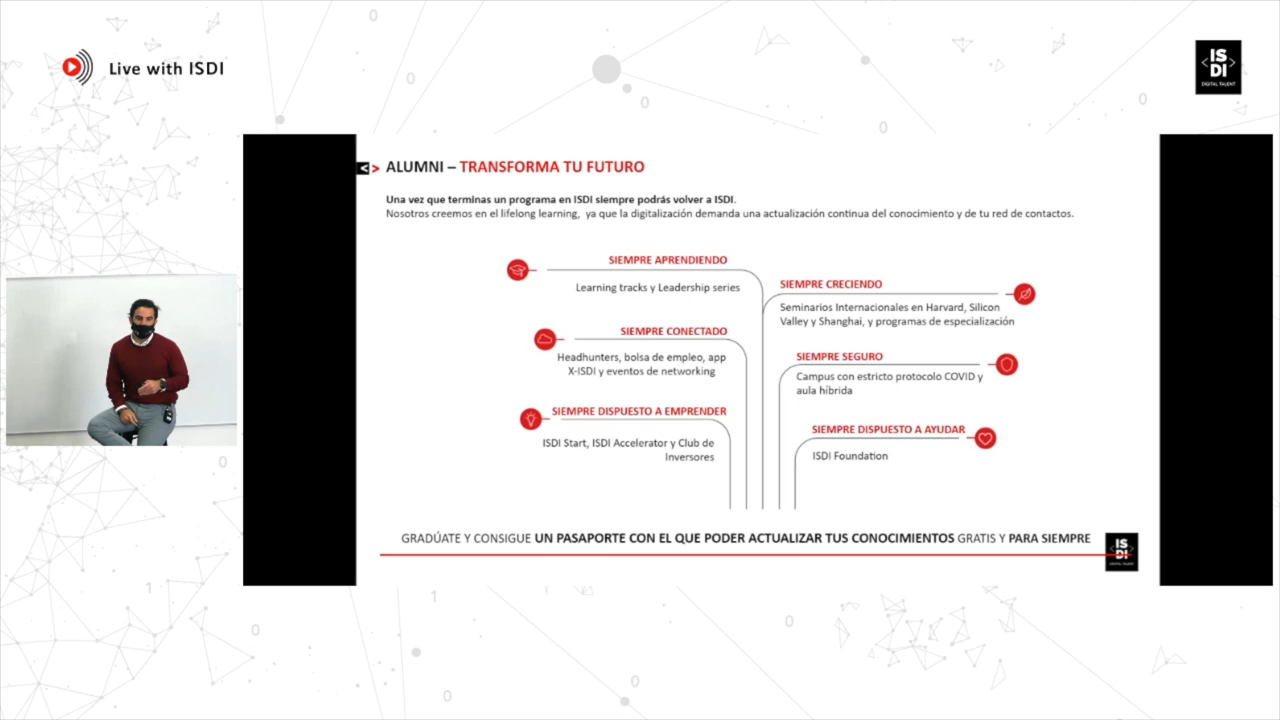 Live with ISDI
IS
DI
DIGITAL TALENT
ALUMNI – TRANSFORMA TU FUTURO
Una vez que terminas un programa en ISDI siempre podrás volver a ISDI.
Nosotros creemos en el lifelong learning, ya que la digitalización demanda una actualización continua del conocimiento y de tu red de contactos.
SIEMPRE APRENDIENDO
Learning tracks y Leadership series
SIEMPRE CRECIENDO
Seminarios Internacionales en Harvard, Silicon
Valley y Shanghai, y programas de especialización
SIEMPRE CONECTADO
Headhunters, bolsa de empleo, app
X-ISDI y eventos de networking
SIEMPRE SEGURO
Campus con estricto protocolo COVID y
aula híbrida
SIEMPRE DISPUESTO A EMPRENDER
ISDI Start, ISDI Accelerator y Club de
Inversores
SIEMPRE DISPUESTO A AYUDAR
ISDI Foundation
GRADÚATE Y CONSIGUE UN PASAPORTE CON EL QUE PODER ACTUALIZAR TUS CONOCIMIENTOS GRATIS Y PARA SIEMPRE
IS
DI
DIGITAL TALENT